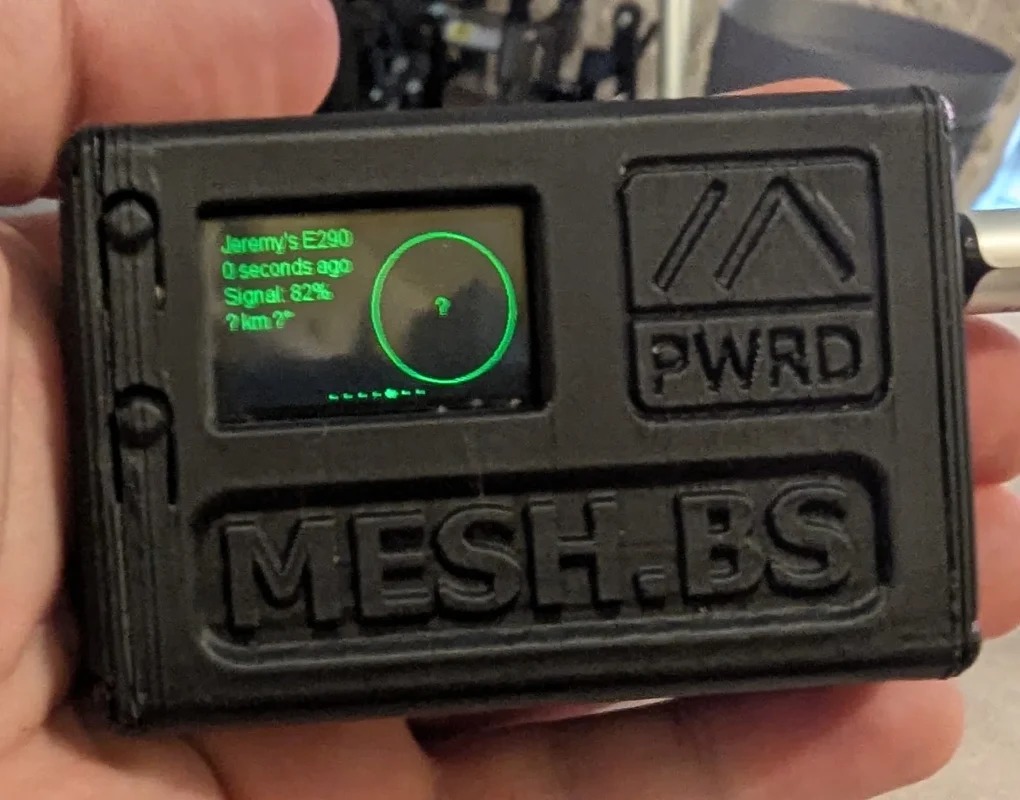 Jeremy's E290
0 seconds ago
Signal: 82%
? km ?°
?
PWRD
MESH.BS